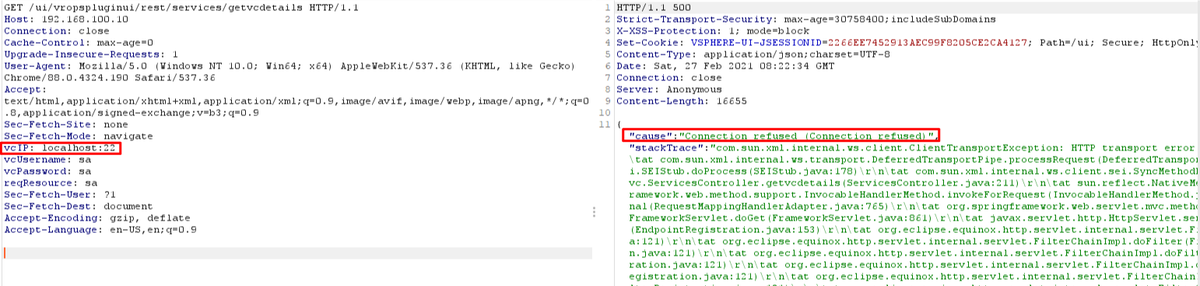 GET /ui/vropspluginui/rest/services/getvcdetails HTTP/1.1
Host: 192.168.100.10
Connection: close
Cache-Control: max-age=0
Upgrade-Insecure-Requests: 1
User-Agent: Mozilla/5.0 (Windows NT 10.0; Win64; x64) AppleWebKit/537.36 (KHTML, like Gecko)
Chrome/88.0.4324.190 Safari/537.36
Accept:
text/html,application/xhtml+xml,application/xml;q=0.9,image/avif,image/webp,image/apng,*/*;q=0
.8,application/signed-exchange;v=b3;q=0.9
Sec-Fetch-Site: none
Sec-Fetch-Mode: navigate
vcIP: localhost:22
vcUsername: sa
vcPassword: sa
reqResource: sa
Sec-Fetch-User: ?1
Sec-Fetch-Dest: document
Accept-Encoding: gzip, deflate
Accept-Language: en-US,en;q=0.9
1 HTTP/1.1 500
2 Strict-Transport-Security: max-age=30758400;includeSubDomains
3 X-XSS-Protection: 1; mode=block
4 Set-Cookie: VSPHERE-UI-JSESSIONID=2266EE7452913AEC99F8205CE2CA4127; Path=/ui; Secure; HttpOnly
5 Content-Type: application/json;charset=UTF-8
6 Date: Sat, 27 Feb 2021 08:22:34 GMT
7 Connection: close
8 Server: Anonymous
9 Content-Length: 16655
10
11 {
"cause":"Connection refused (Connection refused)",
"stackTrace":"com.sun.xml.internal.ws.client.ClientTransportException: HTTP transport error
\tat com.sun.xml.internal.ws.transport.DeferredTransportPipe.processRequest(DeferredTranspor
i.SEIStub.doProcess(SEIStub.java:178)\r\n\tat com.sun.xml.internal.ws.client.sei.SyncMethodH
vc.ServicesController.getvcdetails(ServicesController.java:211)\r\n\tat sun.reflect.NativeMe
ramework.web.method.support.InvocableHandlerMethod.invokeForRequest(InvocableHandlerMethod.j
nal(RequestMappingHandlerAdapter.java:765)\r\n\tat org.springframework.web.servlet.mvc.metho
FrameworkServlet.doGet(FrameworkServlet.java:861)\r\n\tat javax.servlet.http.HttpServlet.ser
(EndpointRegistration.java:153)\r\n\tat org.eclipse.equinox.http.servlet.internal.servlet.F
a:121)\r\n\tat org.eclipse.equinox.http.servlet.internal.servlet.FilterChainImpl.doFilter(F
n.java:121)\r\n\tat org.eclipse.equinox.http.servlet.internal.servlet.FilterChainImpl.doFilt
ration.java:121)\r\n\tat org.eclipse.equinox.http.servlet.internal.servlet.FilterChainImpl.d
egistration.java:121)\r\n\tat org.eclipse.equinox.http.servlet.internal.servlet.FilterChain